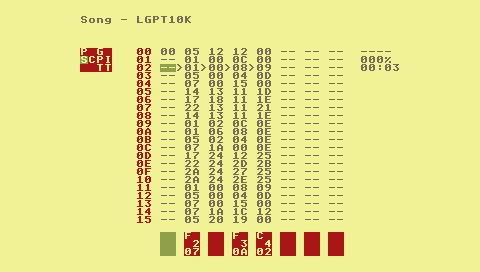 Song - LGPT10K
P G 00 00 05 12 12 00 -- -- -- ----
SCPI 01 -- 01 00 0C 00 -- -- -- 000%
TT 02 -->01>00>08>09 -- -- -- 00:03
03 -- 05 00 04 0D -- -- --
04 -- 07 00 15 00 -- -- --
05 -- 14 13 11 1D -- -- --
06 -- 17 18 11 1E -- -- --
07 -- 22 13 11 21 -- -- --
08 -- 14 13 11 1E -- -- --
09 -- 01 02 0C 0E -- -- --
0A -- 01 06 08 0E -- -- --
0B -- 05 02 04 0E -- -- --
0C -- 07 1A 00 0E -- -- --
0D -- 17 24 12 25 -- -- --
0E -- 22 24 2D 2B -- -- --
0F -- 2A 24 27 25 -- -- --
10 -- 2A 24 2E 25 -- -- --
11 -- 01 00 08 09 -- -- --
12 -- 05 00 04 0D -- -- --
13 -- 07 00 15 00 -- -- --
14 -- 07 1A 1C 12 -- -- --
15 -- 05 20 19 00 -- -- --
F F C
2 3 4
07 0A 02